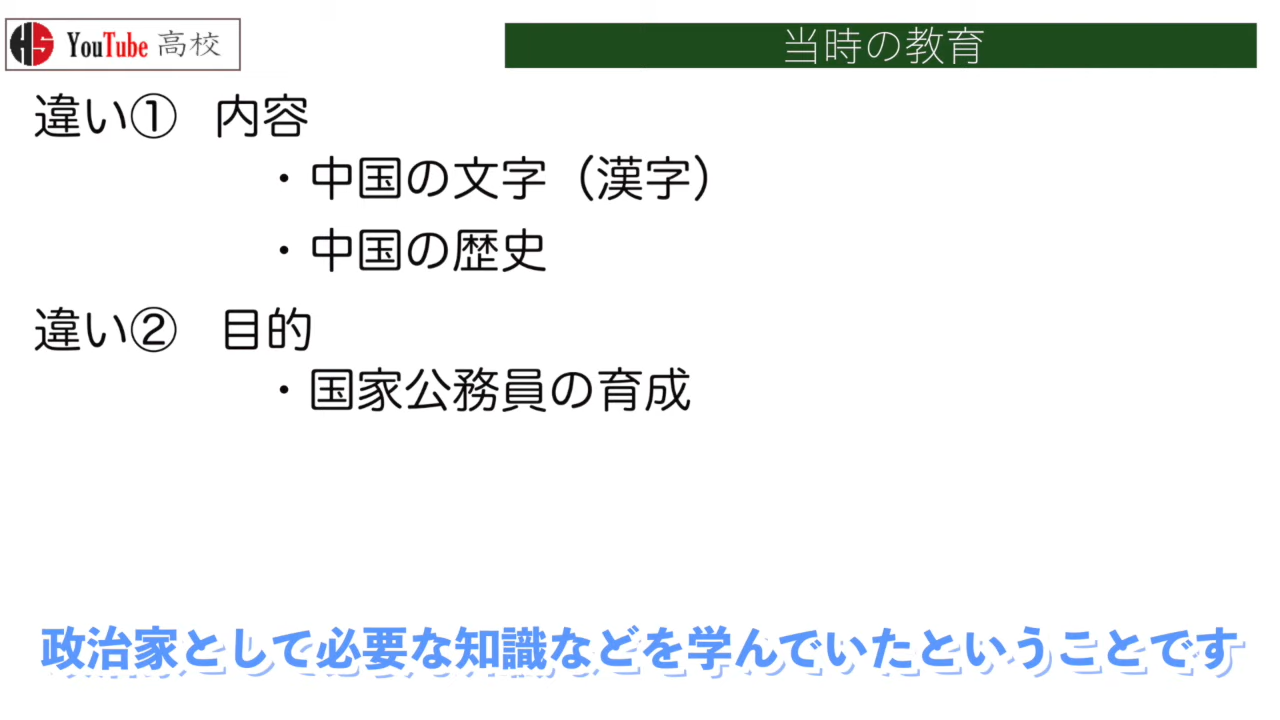 HS YouTube 高校
当時の教育
違い① 内容
・中国の文字（漢字）
・中国の歴史
違い② 目的
・国家公務員の育成
政治家として必要な知識などを学んでいたということです